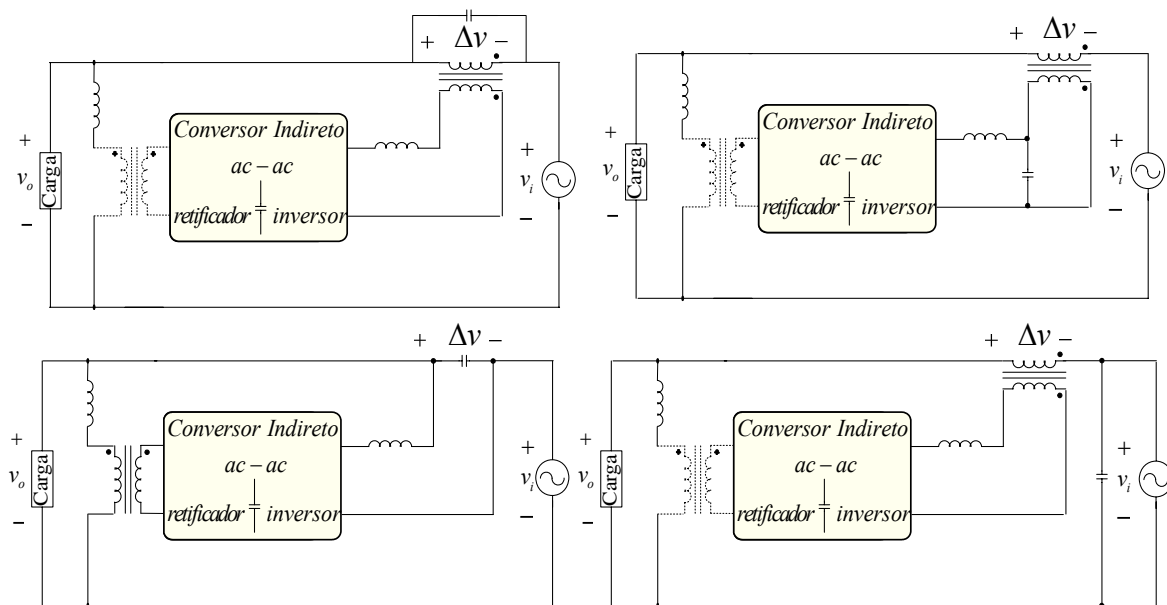 + Δv −
Conversor Indireto
ac – ac
retificador inversor
+
v_o
−
Carga
+
v_i
−
+ Δv −
Conversor Indireto
ac – ac
retificador inversor
+
v_o
−
Carga
+
v_i
−
+ Δv −
Conversor Indireto
ac – ac
retificador inversor
+
v_o
−
Carga
+
v_i
−
+ Δv −
Conversor Indireto
ac – ac
retificador inversor
+
v_o
−
Carga
+
v_i
−